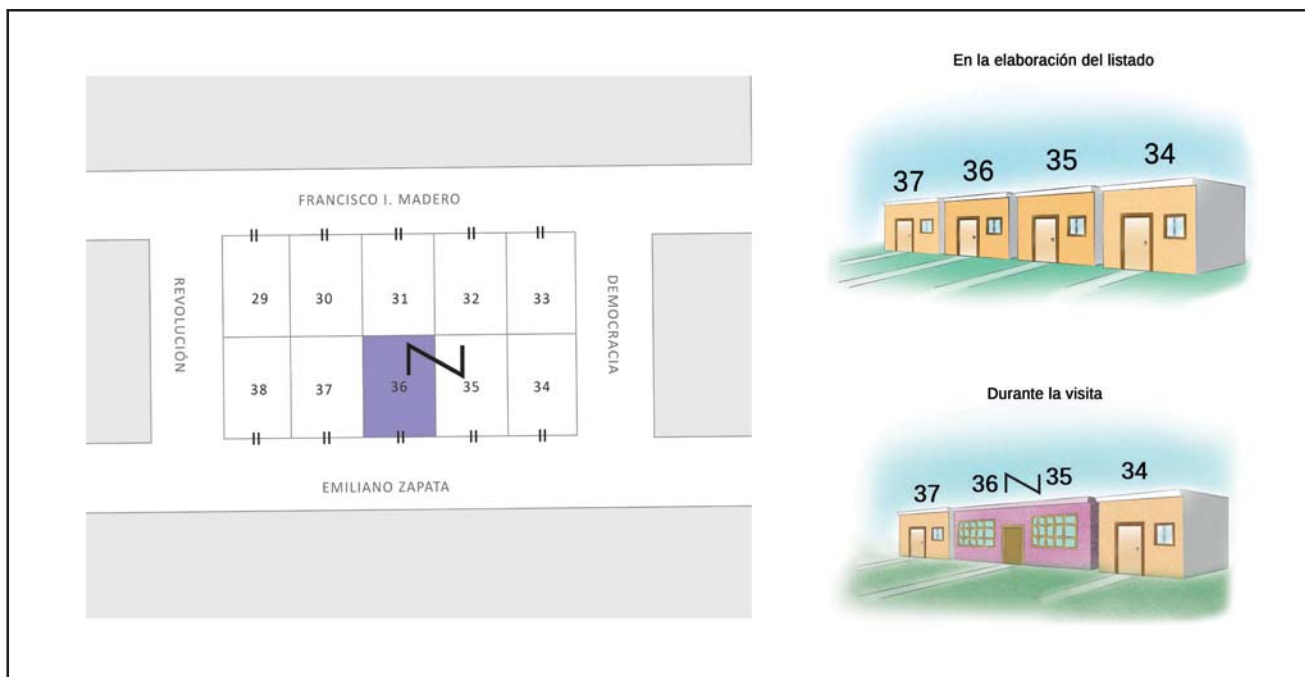 En la elaboración del listado
37 36 35 34
FRANCISCO I. MADERO
REVOLUCIÓN
29 30 31 32 33
DEMOCRACIA
38 37 36 35 34
EMILIANO ZAPATA
Durante la visita
37 36 35 34